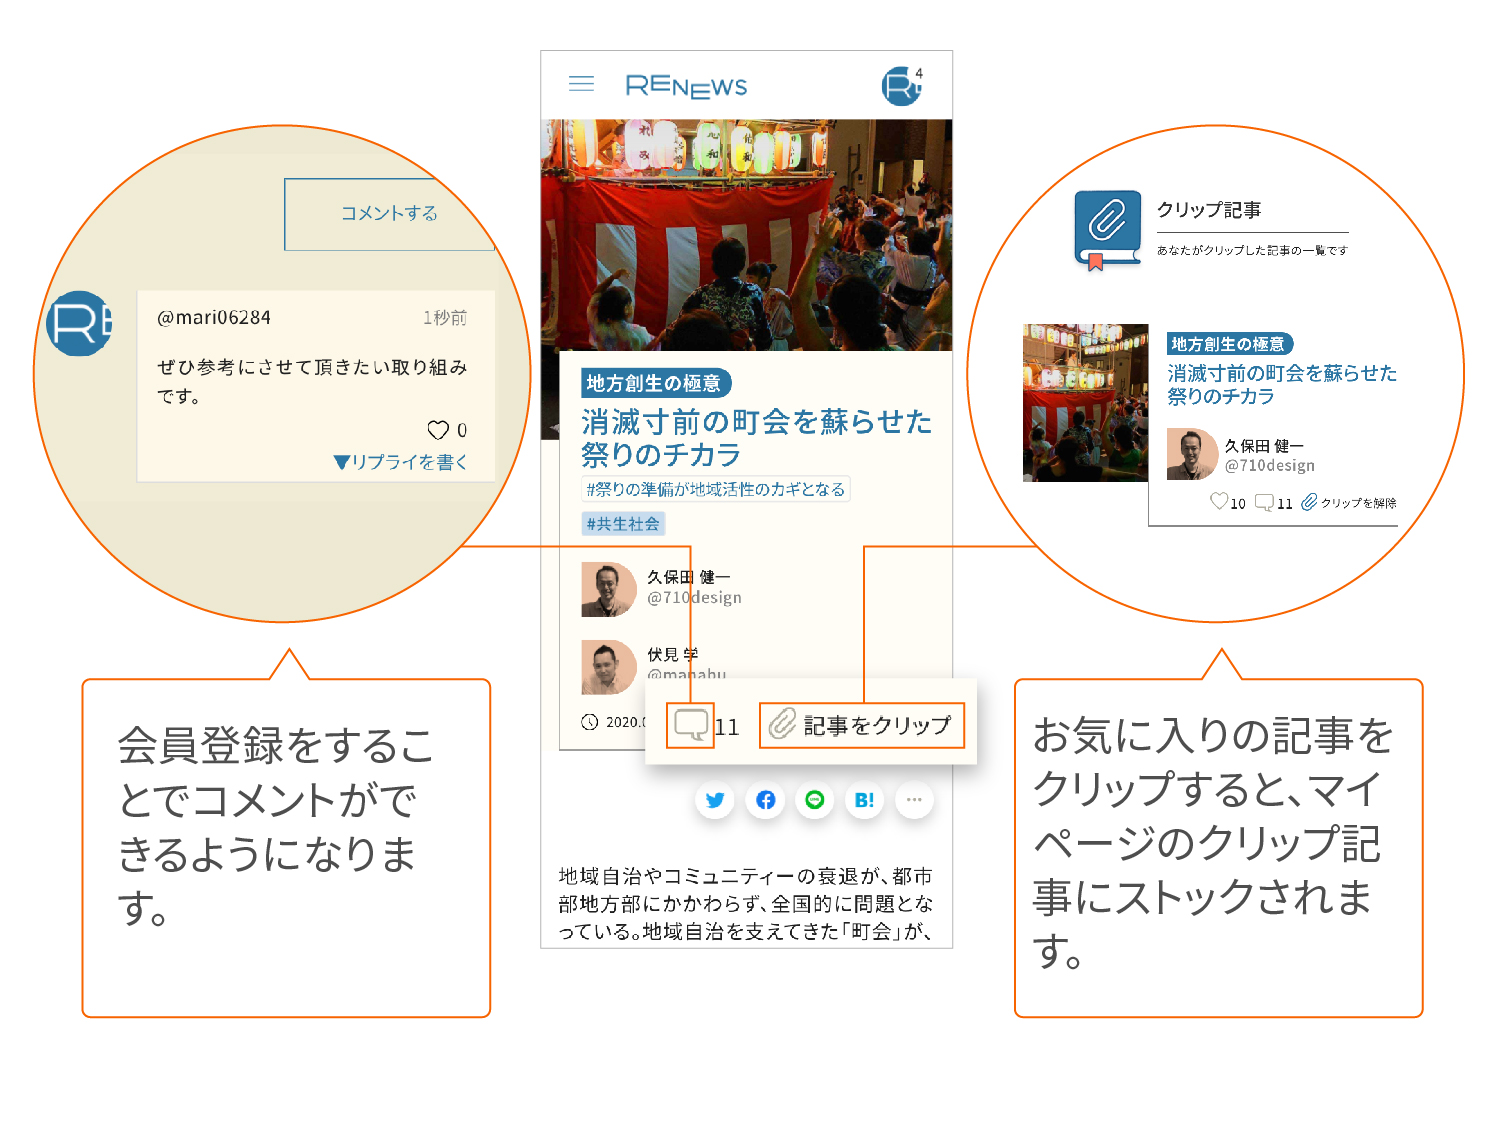 RENEWS
4
コメントする
@mari06284
1秒前
ぜひ参考にさせて頂きたい取り組み
です。
0
▼リプライを書く
会員登録をするこ
とでコメントがで
きるようになりま
す。
地方創生の極意
消滅寸前の町会を蘇らせた
祭りのチカラ
#祭りの準備が地域活性のカギとなる
#共生社会
久保田 健一
@710design
伏見 学
@manabu
2020.
11
記事をクリップ
B!
地域自治やコミュニティーの衰退が、都市
部地方部にかかわらず、全国的に問題とな
っている。地域自治を支えてきた「町会」が、
クリップ記事
あなたがクリップした記事の一覧です
地方創生の極意
消滅寸前の町会を蘇らせた
祭りのチカラ
久保田 健一
@710design
10
11
クリップを解除
お気に入りの記事を
クリップすると、マイ
ページのクリップ記
事にストックされま
す。